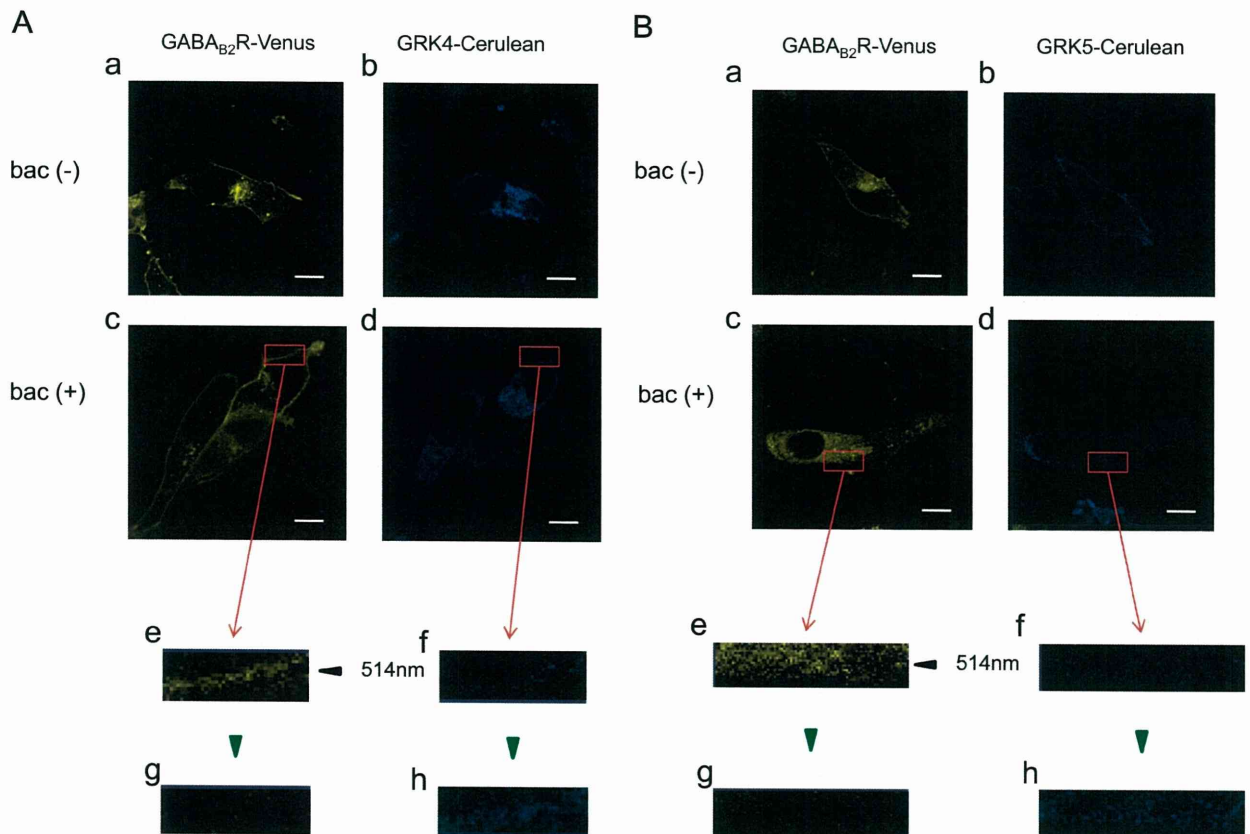 A
GABAB2R-Venus
GRK4-Cerulean
a
b
bac (-)
c
d
bac (+)
e
f
514nm
g
h
B
GABAB2R-Venus
GRK5-Cerulean
a
b
bac (-)
c
d
bac (+)
e
f
514nm
g
h